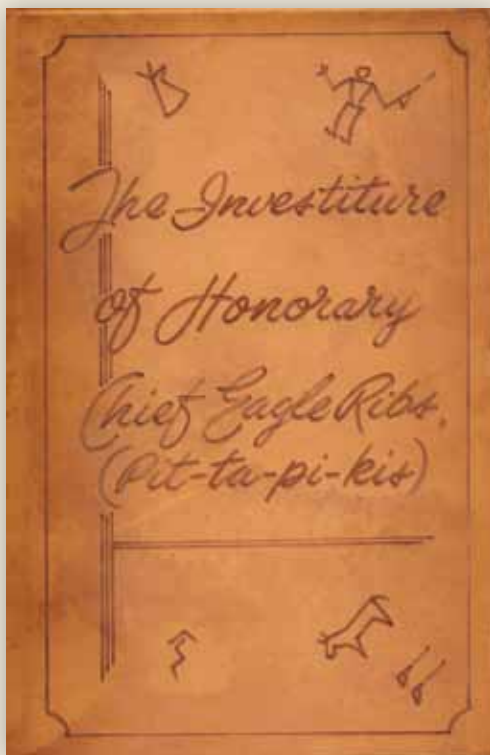 The Investiture
of Honorary
Chief Eagle Ribs.
(Pit-ta-pi-kis)